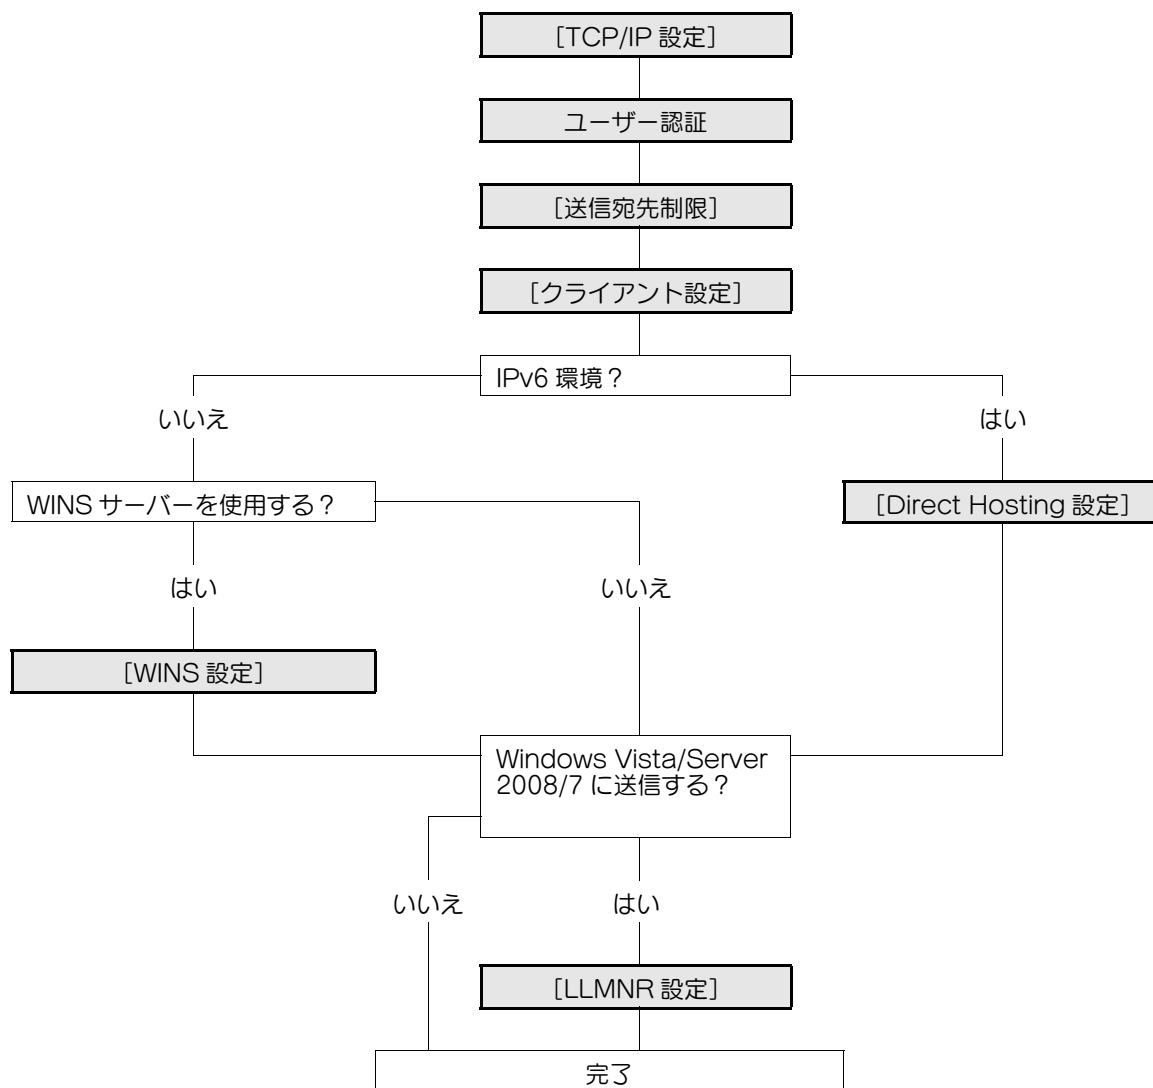 ［TCP/IP 設定］
ユーザー認証
［送信宛先制限］
［クライアント設定］
IPv6 環境？
いいえ
はい
WINS サーバーを使用する？
［Direct Hosting 設定］
はい
いいえ
［WINS 設定］
Windows Vista/Server
2008/7 に送信する？
いいえ
はい
［LLMNR 設定］
完了